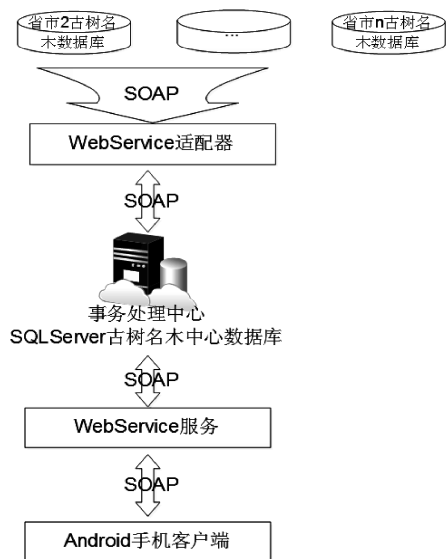 省市2古树名
木数据库
...
省市n古树名
木数据库
SOAP
WebService适配器
SOAP
事务处理中心
SQLServer古树名木中心数据库
SOAP
WebService服务
SOAP
Android手机客户端